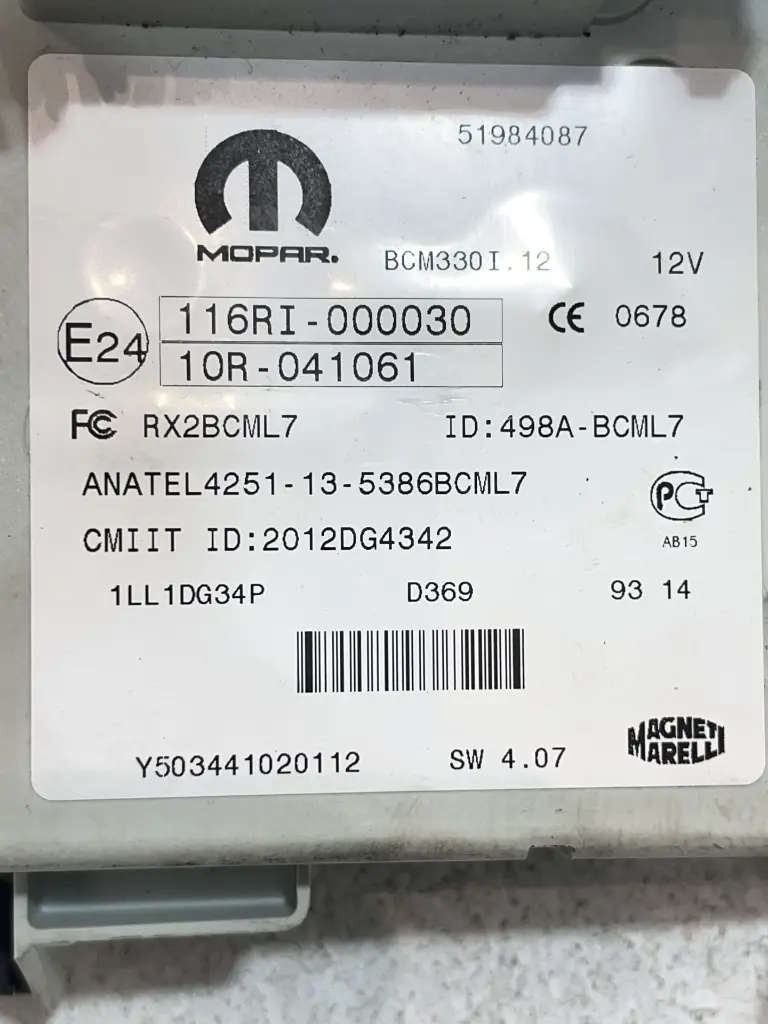 51984087
MOPAR.
BCM330I.12 12V
E24
116RI-000030
CE 0678
10R-041061
FC RX2BCML7 ID:498A-BCML7
ANATEL4251-13-5386BCML7
PCT
CMIIT ID:2012DG4342
AB15
1LL1DG34P D369 93 14
MAGNETI
MARELLI
Y503441020112 SW 4.07